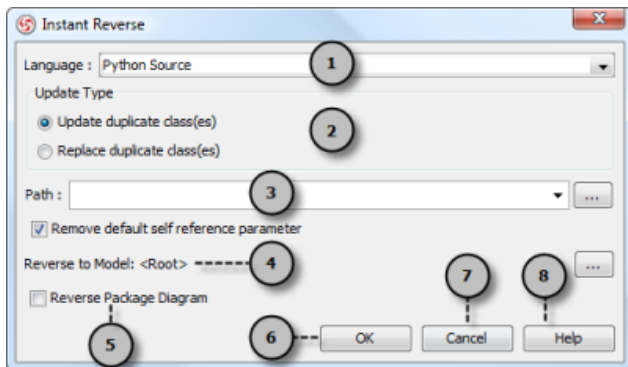 Instant Reverse
Language : Python Source 1
Update Type
Update duplicate class(es)
2
Replace duplicate class(es)
Path : 3 ...
Remove default self reference parameter
Reverse to Model: <Root> 4 ...
7 8
Reverse Package Diagram
5 6 OK Cancel Help